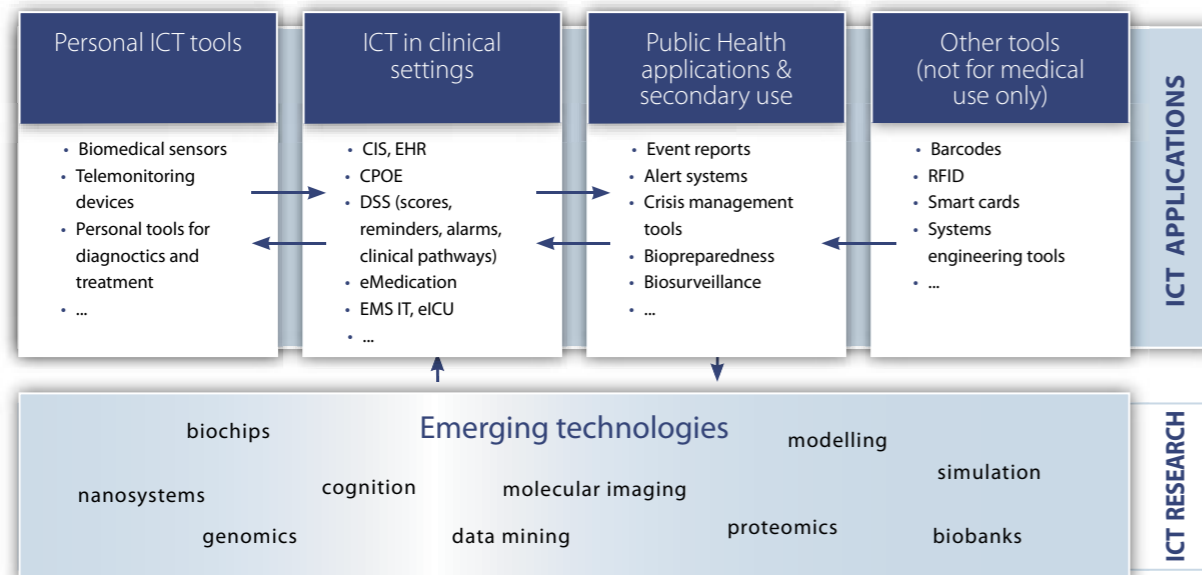 Personal ICT tools
• Biomedical sensors
• Telemonitoring
devices
• Personal tools for
diagnoctics and
treatment
• ...
ICT in clinical
settings
• CIS, EHR
• CPOE
• DSS (scores,
reminders, alarms,
clinical pathways)
• eMedication
• EMS IT, eICU
• ...
Public Health
applications &
secondary use
• Event reports
• Alert systems
• Crisis management
tools
• Biopreparedness
• Biosurveillance
• ...
Other tools
(not for medical
use only)
• Barcodes
• RFID
• Smart cards
• Systems
engineering tools
• ...
ICT APPLICATIONS
Emerging technologies
biochips
modelling
simulation
cognition
molecular imaging
nanosystems
proteomics
genomics
data mining
biobanks
ICT RESEARCH